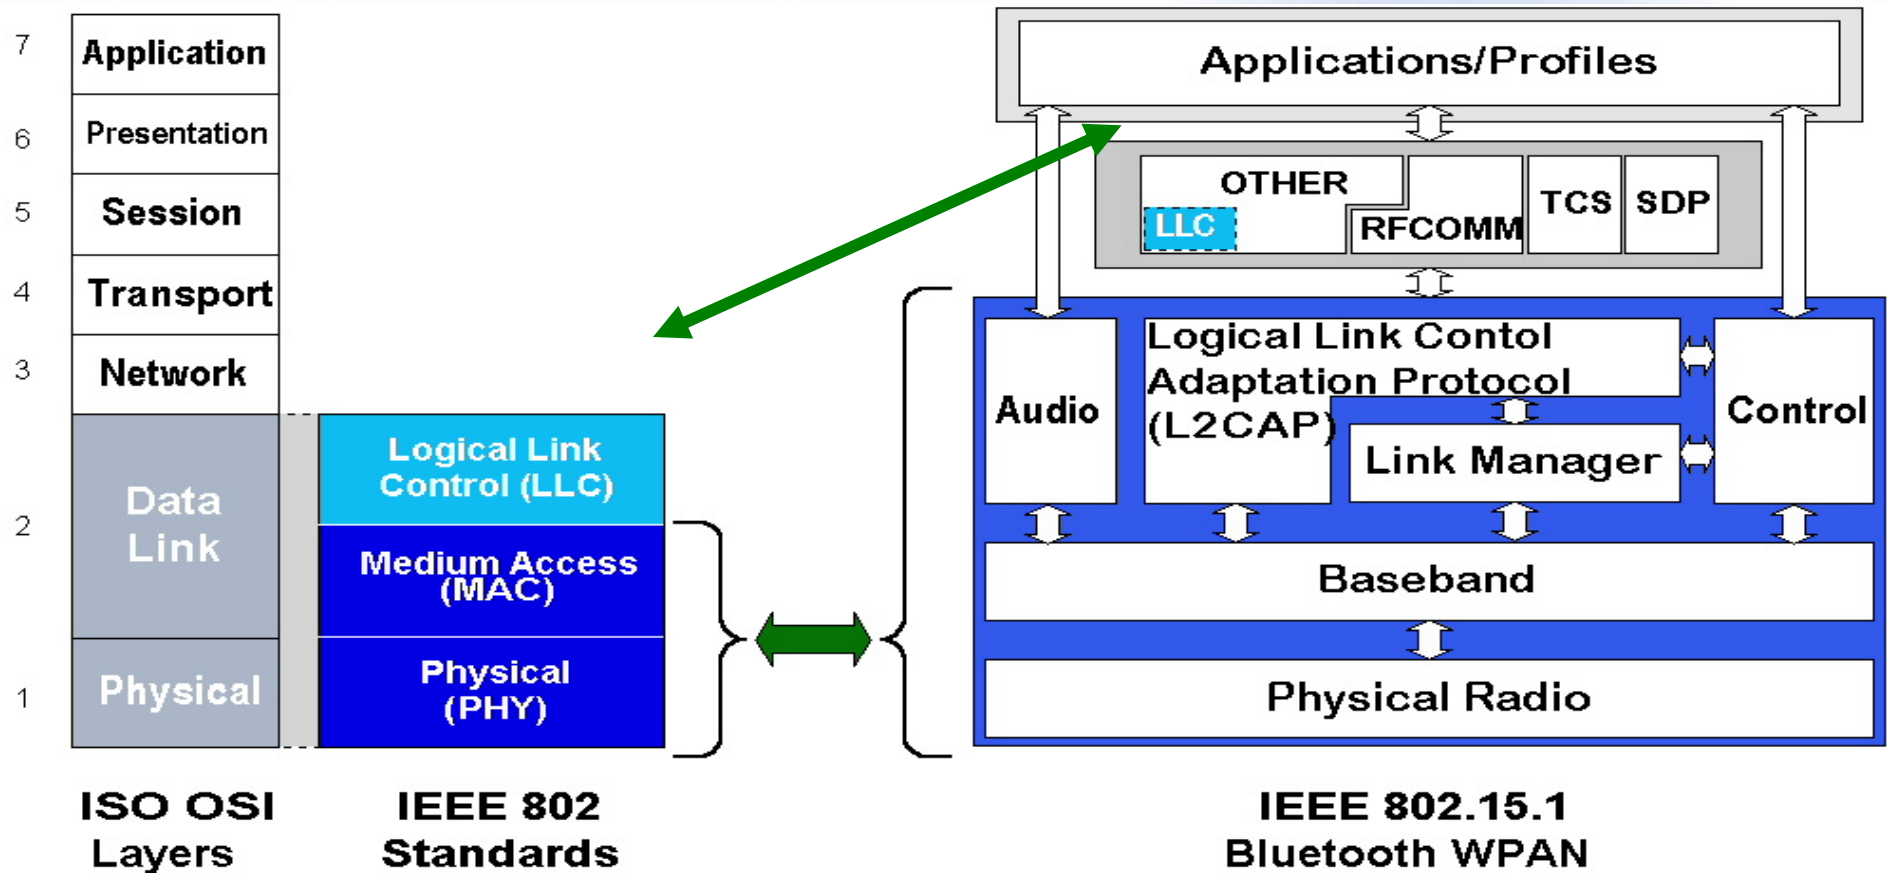 7
Application
6
Presentation
5
Session
4
Transport
3
Network
2
Data
Link
1
Physical
ISO OSI
Layers
Logical Link
Control (LLC)
Medium Access
(MAC)
Physical
(PHY)
IEEE 802
Standards
Applications/Profiles
OTHER
LLC
RFCOMM
TCS
SDP
Audio
Logical Link Contol
Adaptation Protocol
(L2CAP)
Link Manager
Control
Baseband
Physical Radio
IEEE 802.15.1
Bluetooth WPAN